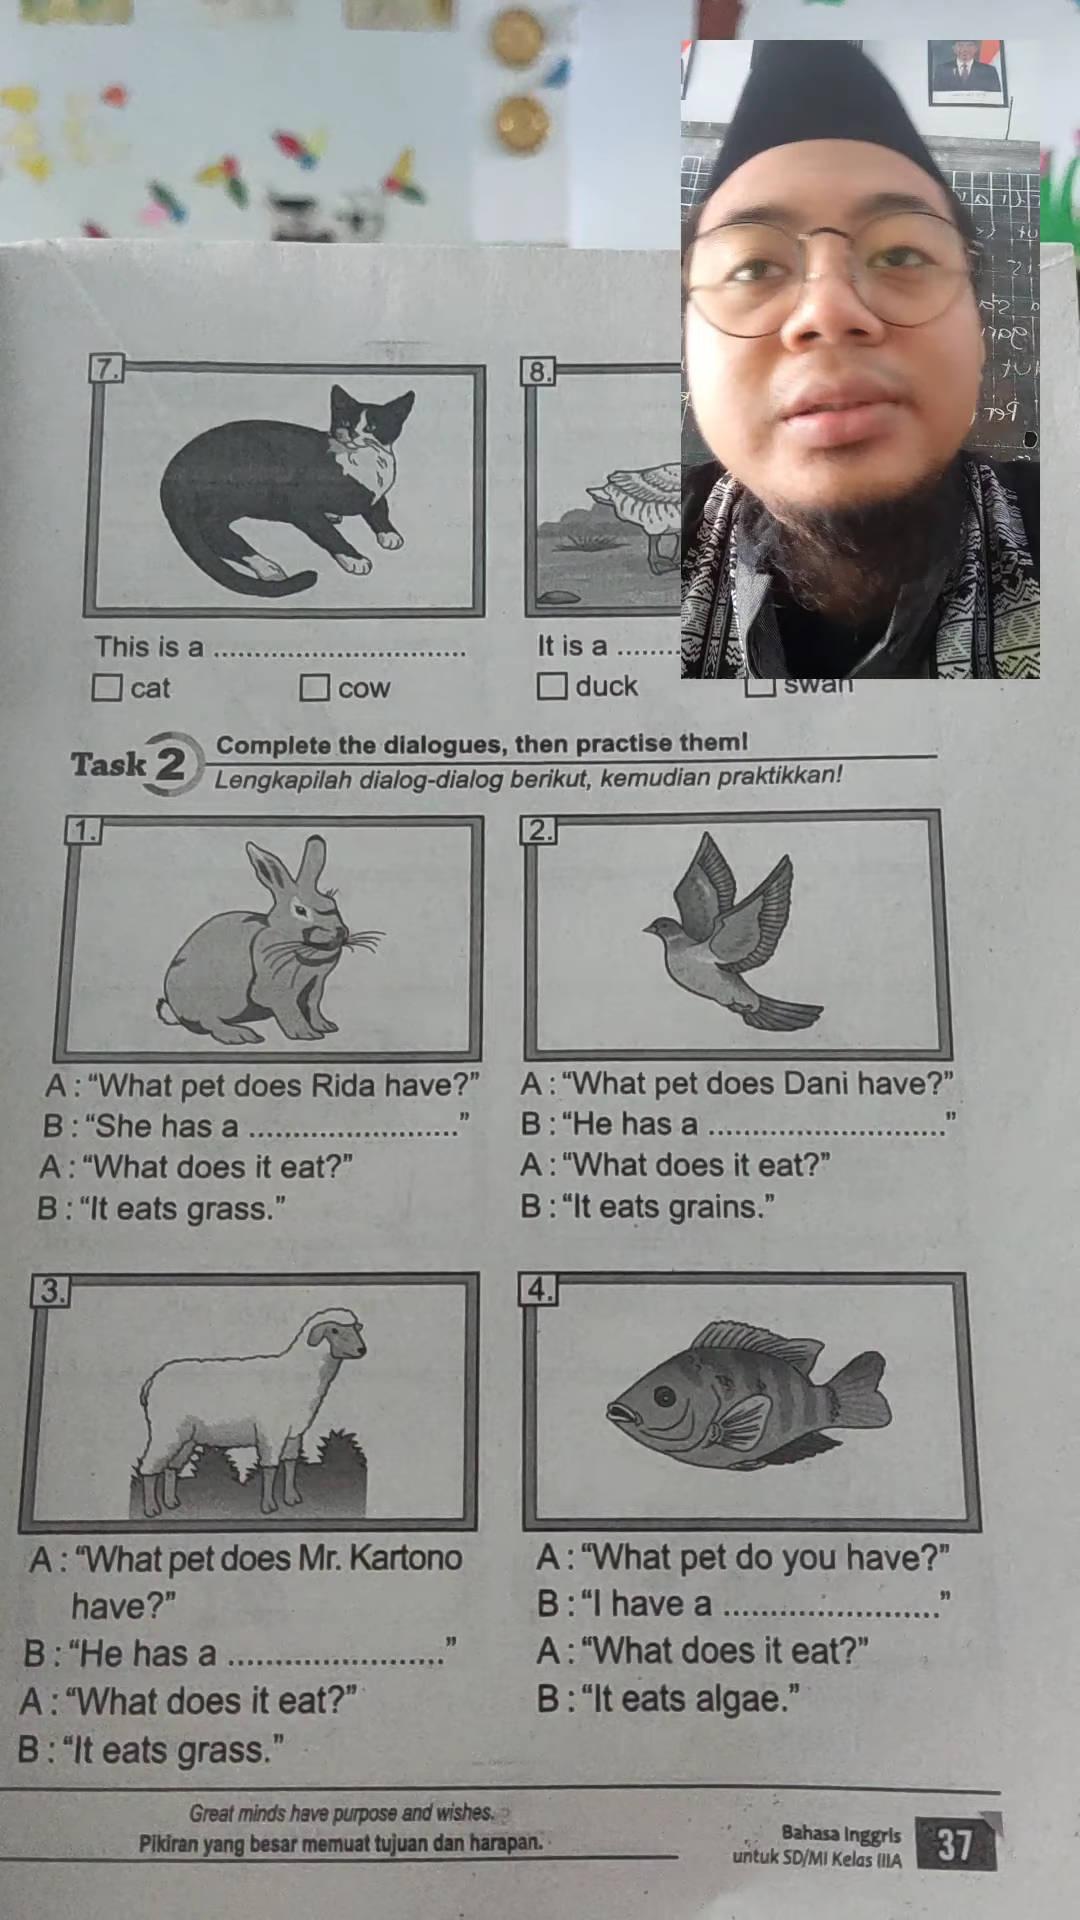 7.
8.
This is a ................................
It is a ........
cat
cow
duck
swan
Task 2
Complete the dialogues, then practise them!
Lengkapilah dialog-dialog berikut, kemudian praktikkan!
1.
2.
A : “What pet does Rida have?”
B : “She has a ..........................”
A : “What does it eat?”
B : “It eats grass.”
A : “What pet does Dani have?”
B : “He has a .............................”
A : “What does it eat?”
B : “It eats grains.”
3.
4.
A : “What pet does Mr. Kartono
have?”
B : “He has a ..........................”
A : “What does it eat?”
B : “It eats grass.”
A : “What pet do you have?”
B : “I have a ..........................”
A : “What does it eat?”
B : “It eats algae.”
Great minds have purpose and wishes.
Pikiran yang besar memuat tujuan dan harapan.
Bahasa Inggris
untuk SD/MI Kelas IIIA
37